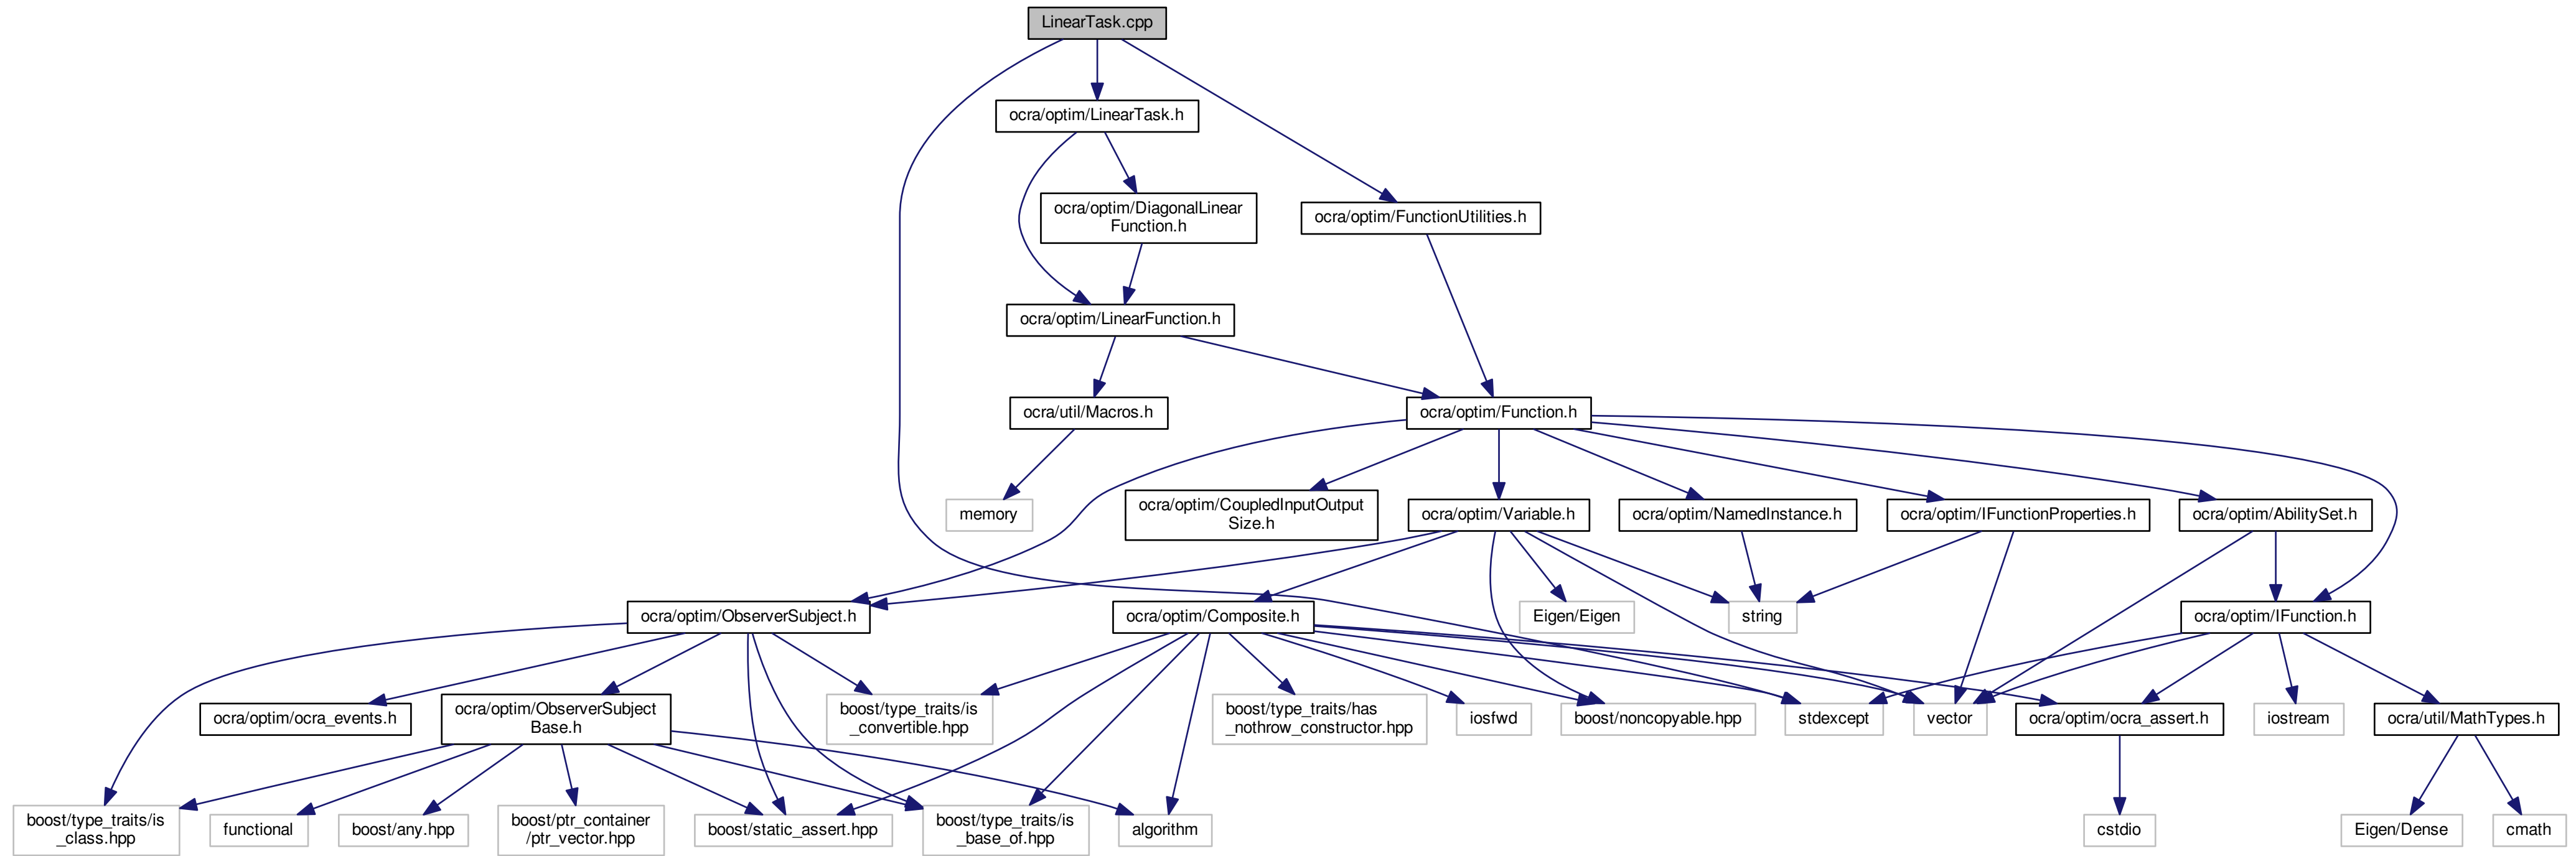 LinearTask.cpp
ocra/optim/LinearTask.h
ocra/optim/DiagonalLinear
Function.h
ocra/optim/FunctionUtilities.h
ocra/optim/LinearFunction.h
ocra/util/Macros.h
ocra/optim/Function.h
memory
ocra/optim/CoupledInputOutput
Size.h
ocra/optim/Variable.h
ocra/optim/NamedInstance.h
ocra/optim/IFunctionProperties.h
ocra/optim/AbilitySet.h
ocra/optim/ObserverSubject.h
ocra/optim/Composite.h
Eigen/Eigen
string
ocra/optim/IFunction.h
ocra/optim/ocra_events.h
ocra/optim/ObserverSubject
Base.h
boost/type_traits/is
_convertible.hpp
boost/type_traits/has
_nothrow_constructor.hpp
iosfwd
boost/noncopyable.hpp
stdexcept
vector
ocra/optim/ocra_assert.h
iostream
ocra/util/MathTypes.h
boost/type_traits/is
_class.hpp
functional
boost/any.hpp
boost/ptr_container
/ptr_vector.hpp
boost/static_assert.hpp
boost/type_traits/is
_base_of.hpp
algorithm
cstdio
Eigen/Dense
cmath